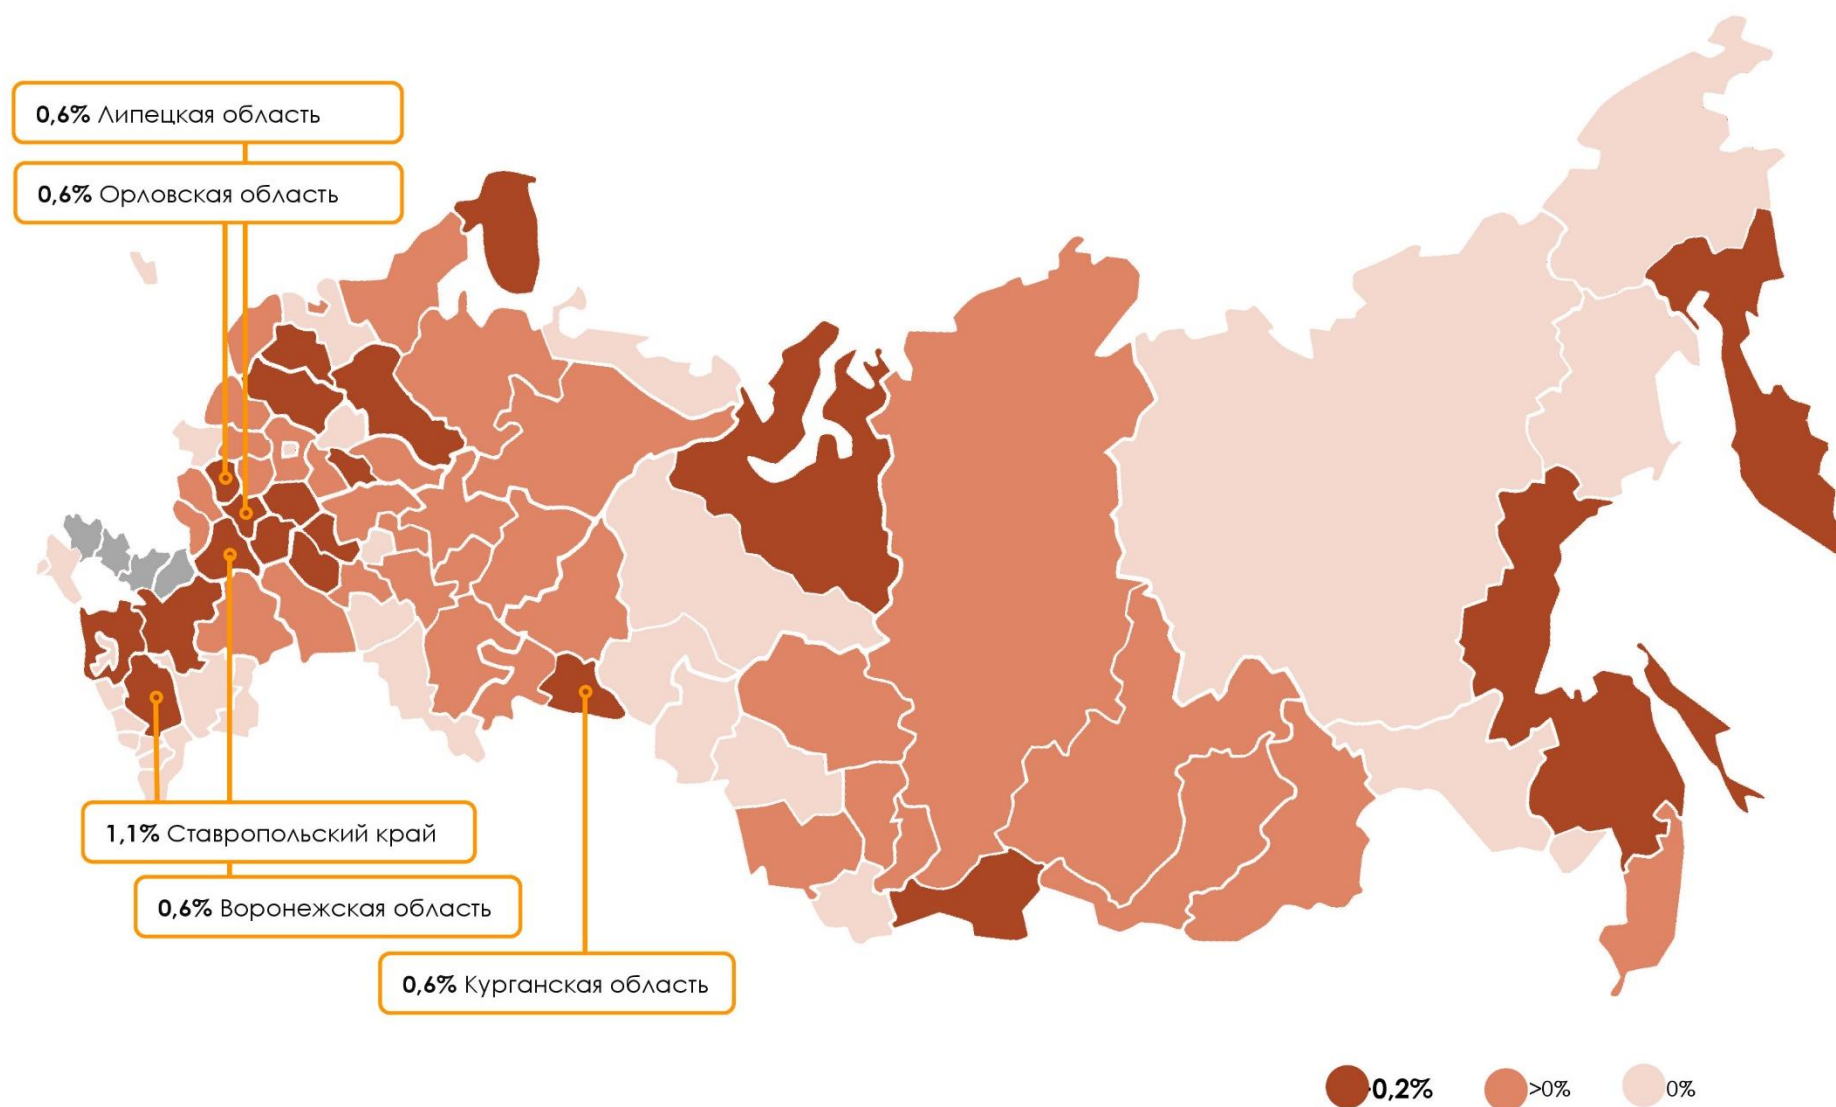 0,6% Липецкая область
0,6% Орловская область
1,1% Ставропольский край
0,6% Воронежская область
0,6% Курганская область
0,2% >0% 0%